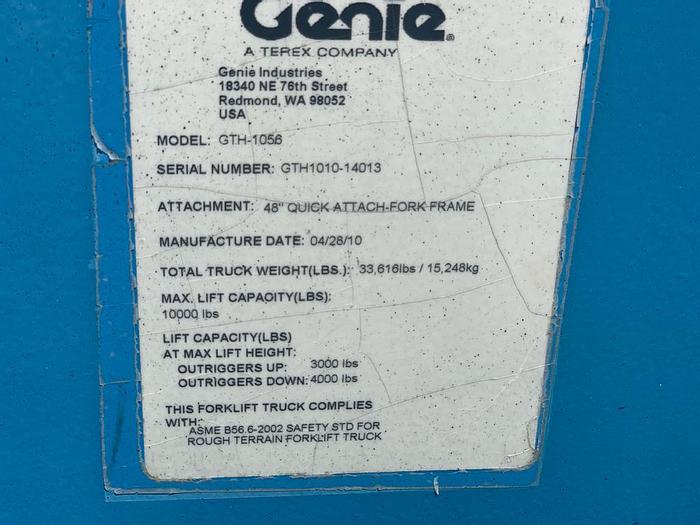 Genie®
A TEREX COMPANY
Genie Industries
18340 NE 76th Street
Redmond, WA 98052
USA
MODEL: GTH-1056
SERIAL NUMBER: GTH1010-14013
ATTACHMENT: 48" QUICK ATTACH-FORK FRAME
MANUFACTURE DATE: 04/28/10
TOTAL TRUCK WEIGHT(LBS.): 33,616lbs / 15,248kg
MAX. LIFT CAPACITY(LBS):
10000 lbs
LIFT CAPACITY(LBS)
AT MAX LIFT HEIGHT:
OUTRIGGERS UP: 3000 lbs
OUTRIGGERS DOWN: 4000 lbs
THIS FORKLIFT TRUCK COMPLIES
WITH:
ASME B56.6-2002 SAFETY STD FOR
ROUGH TERRAIN FORKLIFT TRUCK